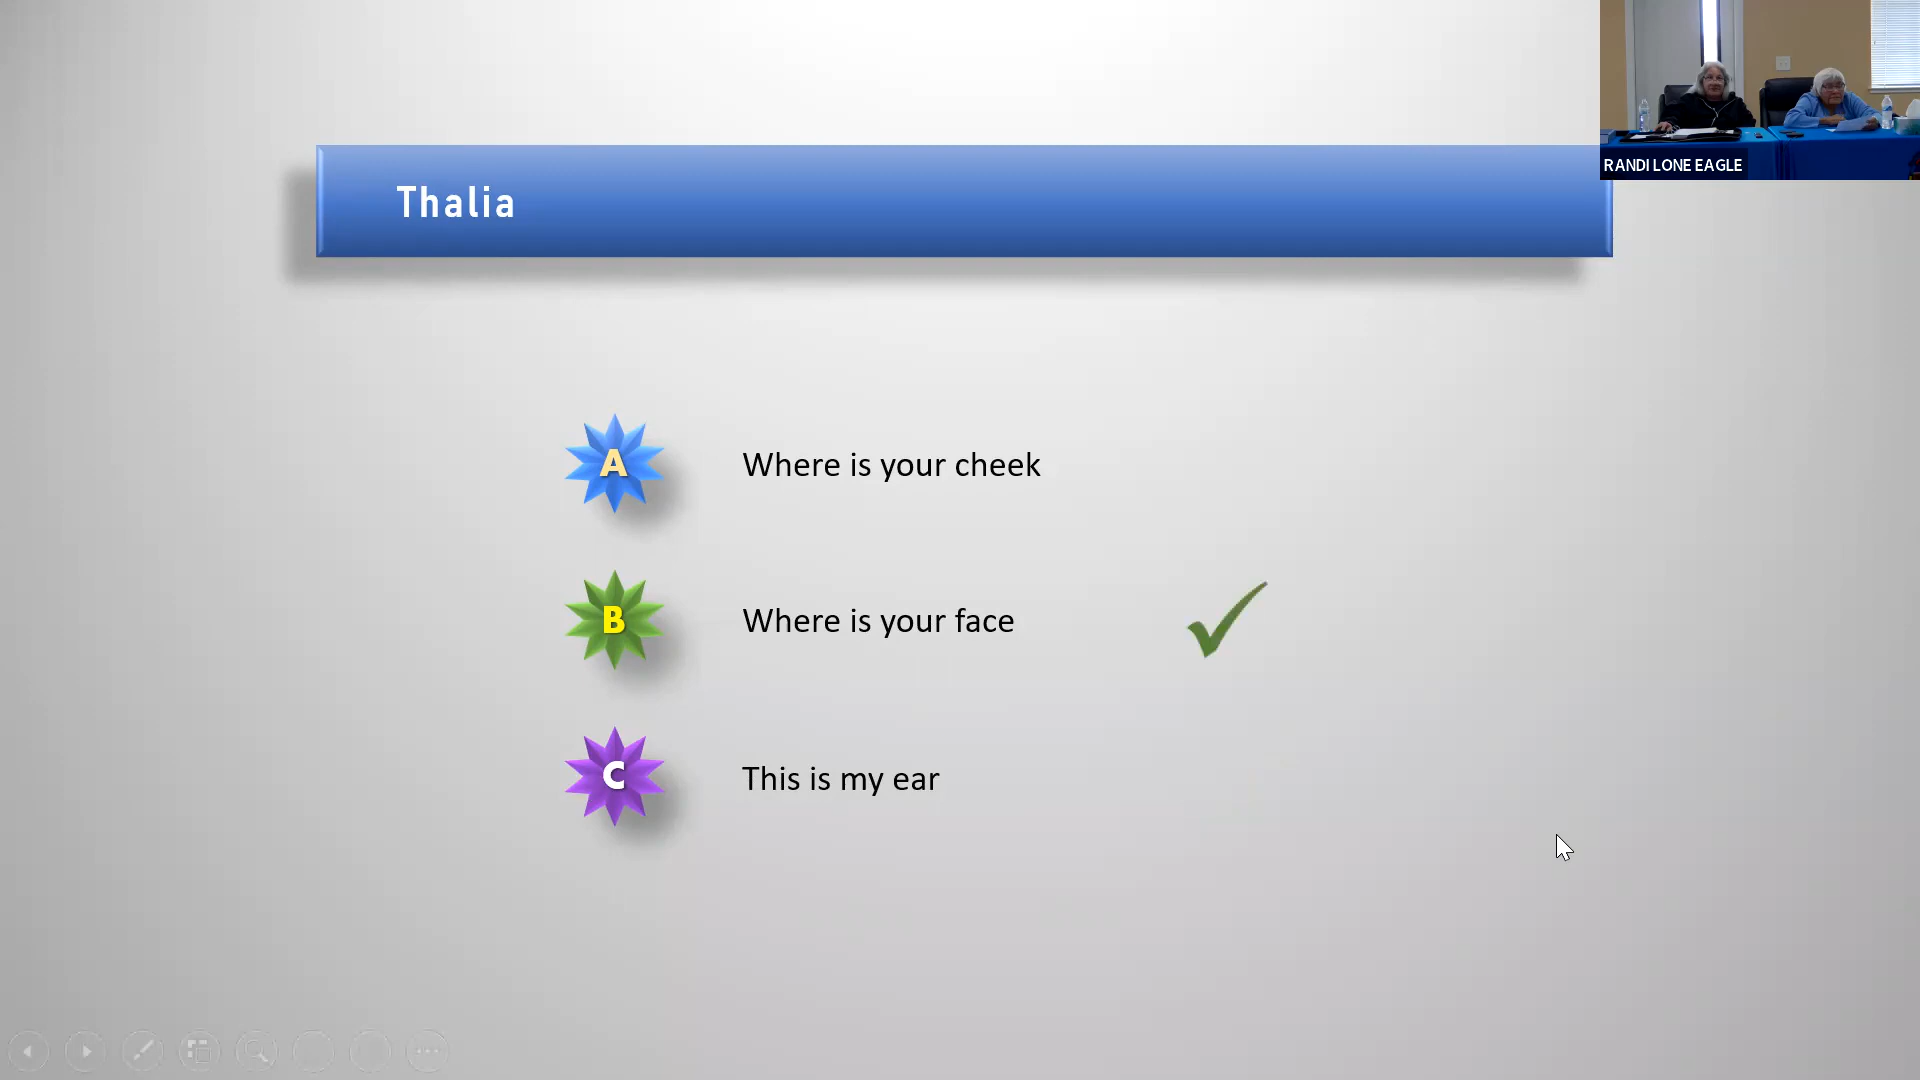 RANDI LONE EAGLE
Thalia
A Where is your cheek
B Where is your face
C This is my ear